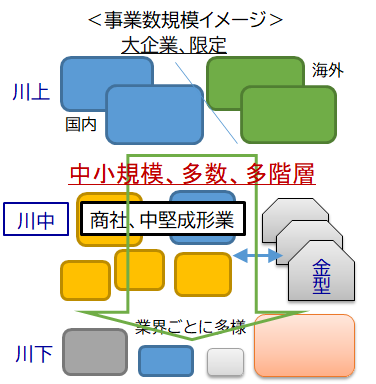 ＜事業数規模イメージ＞
大企業、限定
川上
海外
国内
中小規模、多数、多階層
川中
商社、中堅成形業
金型
業界ごとに多様
川下